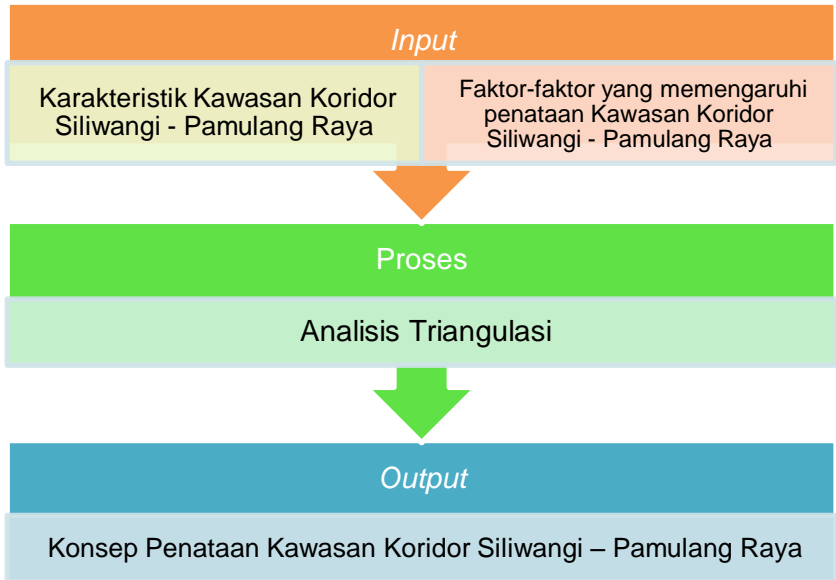 Input
Karakteristik Kawasan Koridor
Siliwangi - Pamulang Raya
Faktor-faktor yang memengaruhi
penataan Kawasan Koridor
Siliwangi - Pamulang Raya
Proses
Analisis Triangulasi
Output
Konsep Penataan Kawasan Koridor Siliwangi – Pamulang Raya